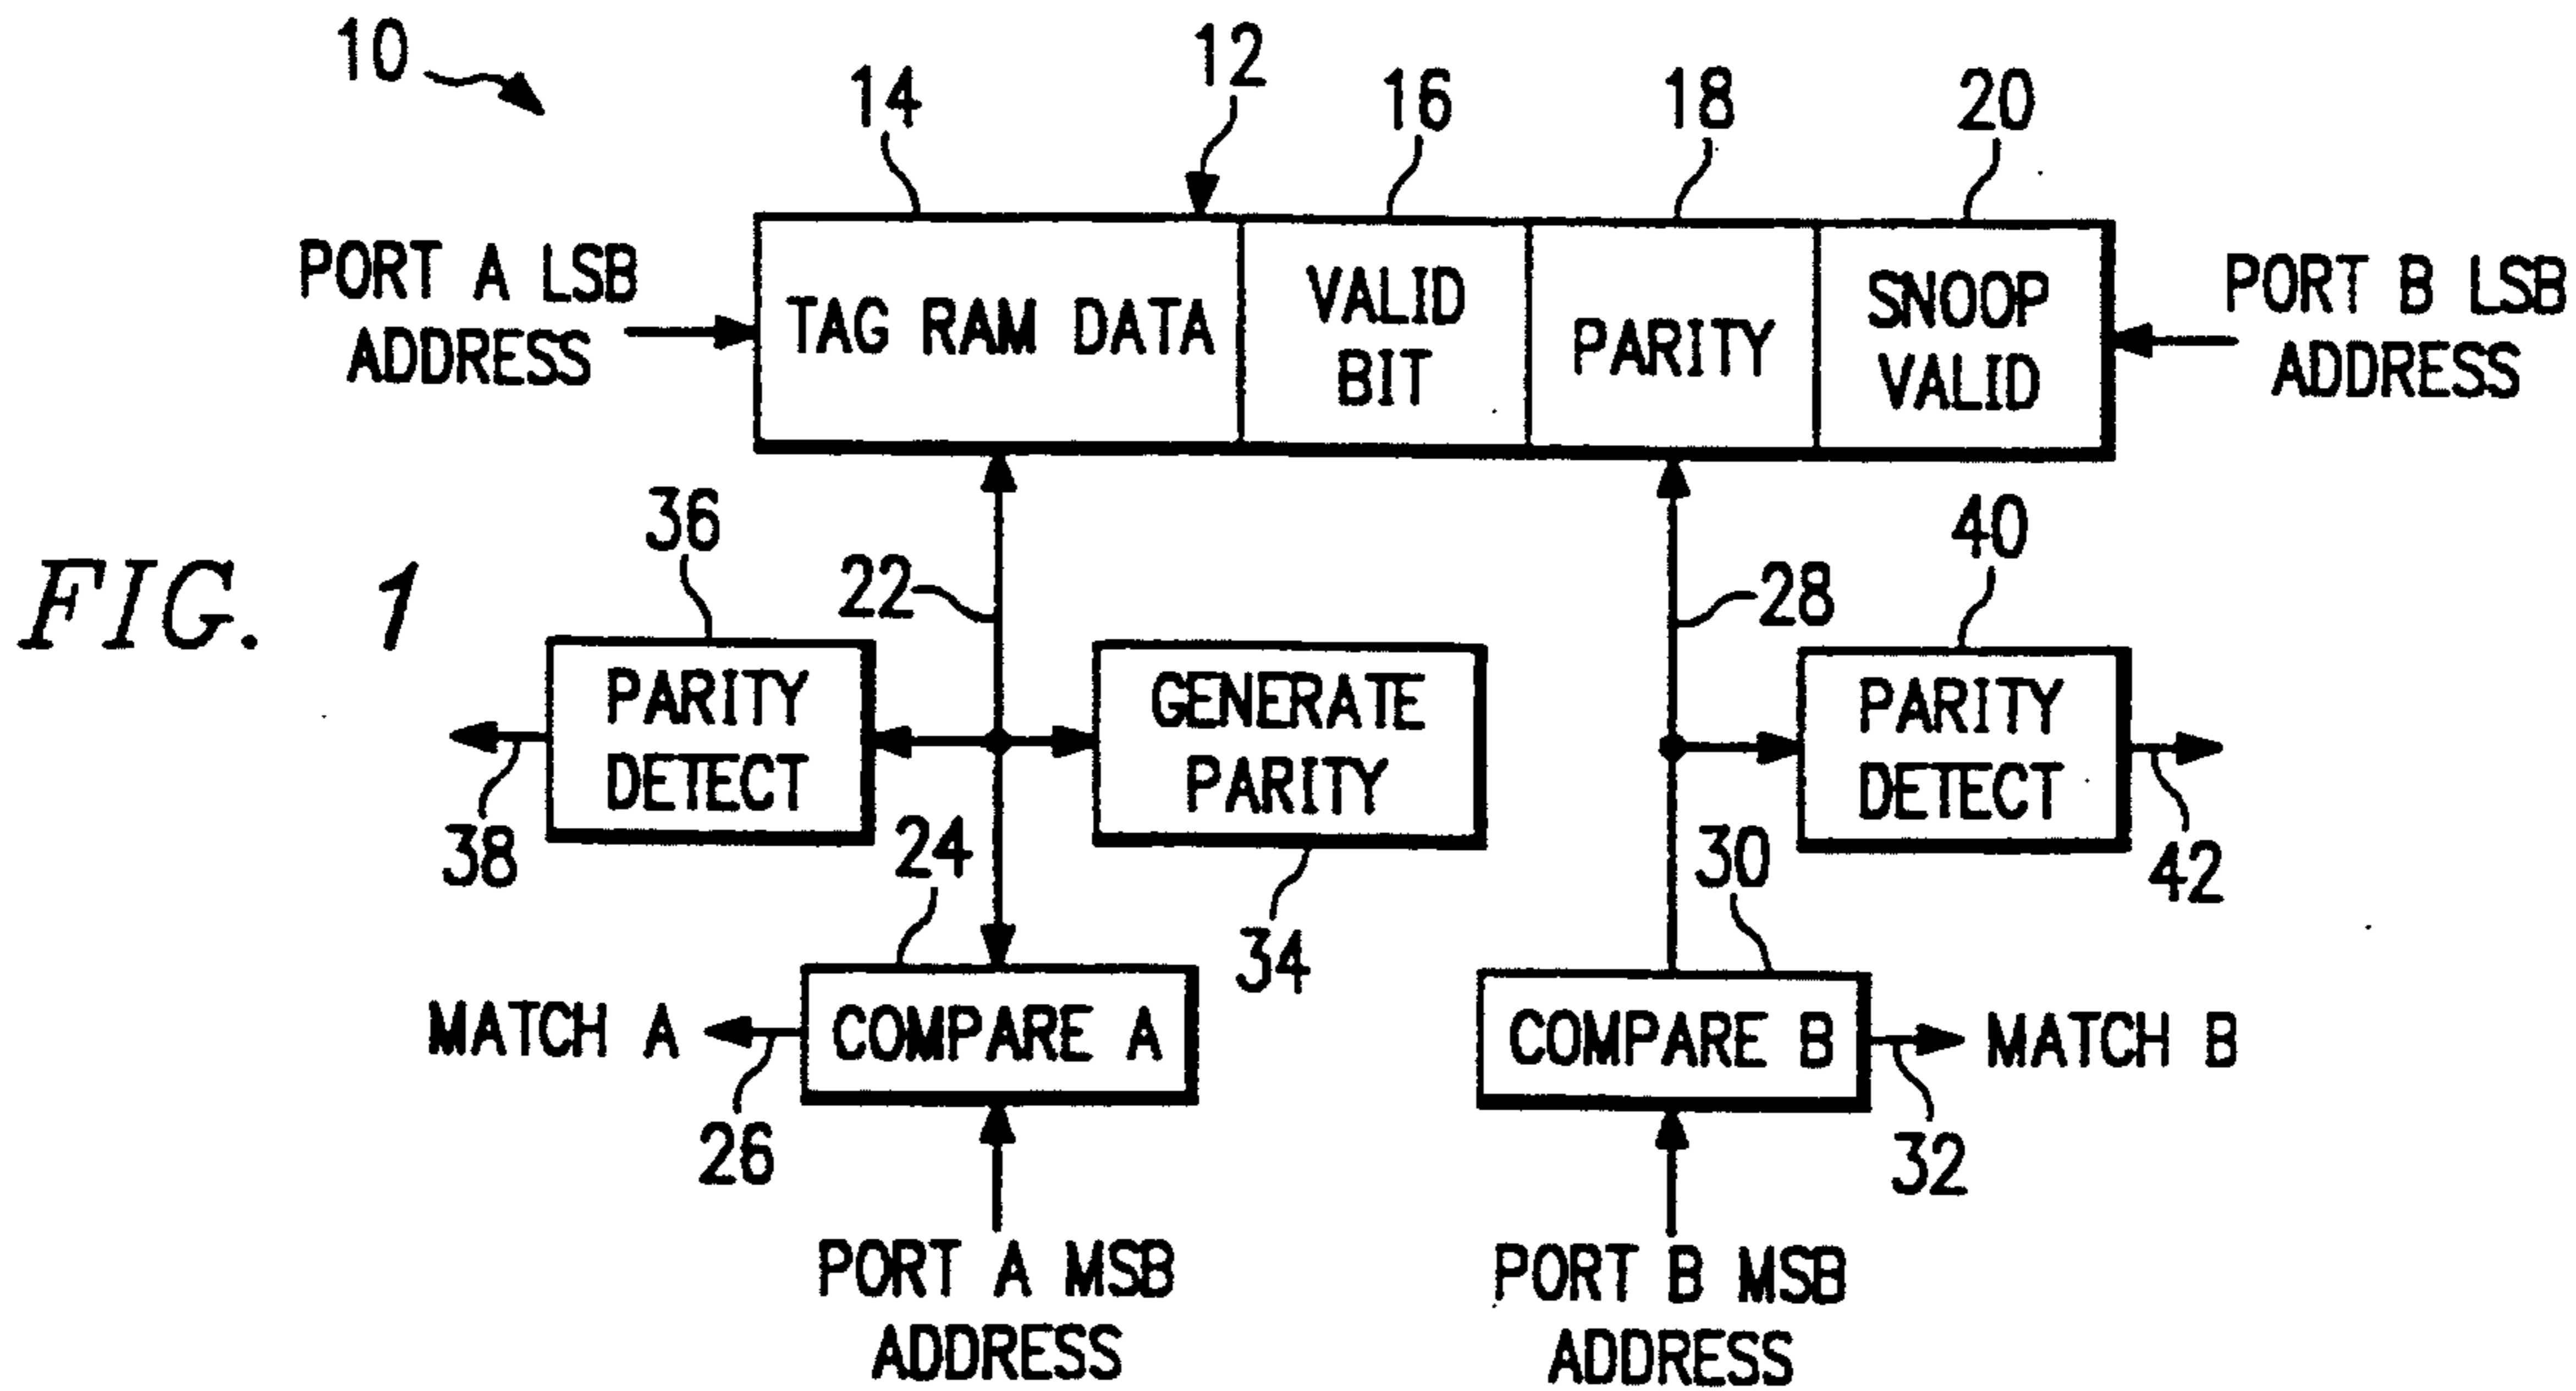 10
12
14
16
18
20
PORT A LSB
ADDRESS
TAG RAM DATA
VALID
BIT
PARITY
SNOOP
VALID
PORT B LSB
ADDRESS
FIG. 1
36
22
28
40
PARITY
DETECT
GENERATE
PARITY
PARITY
DETECT
38
24
34
30
42
MATCH A
COMPARE A
COMPARE B
MATCH B
26
32
PORT A MSB
ADDRESS
PORT B MSB
ADDRESS